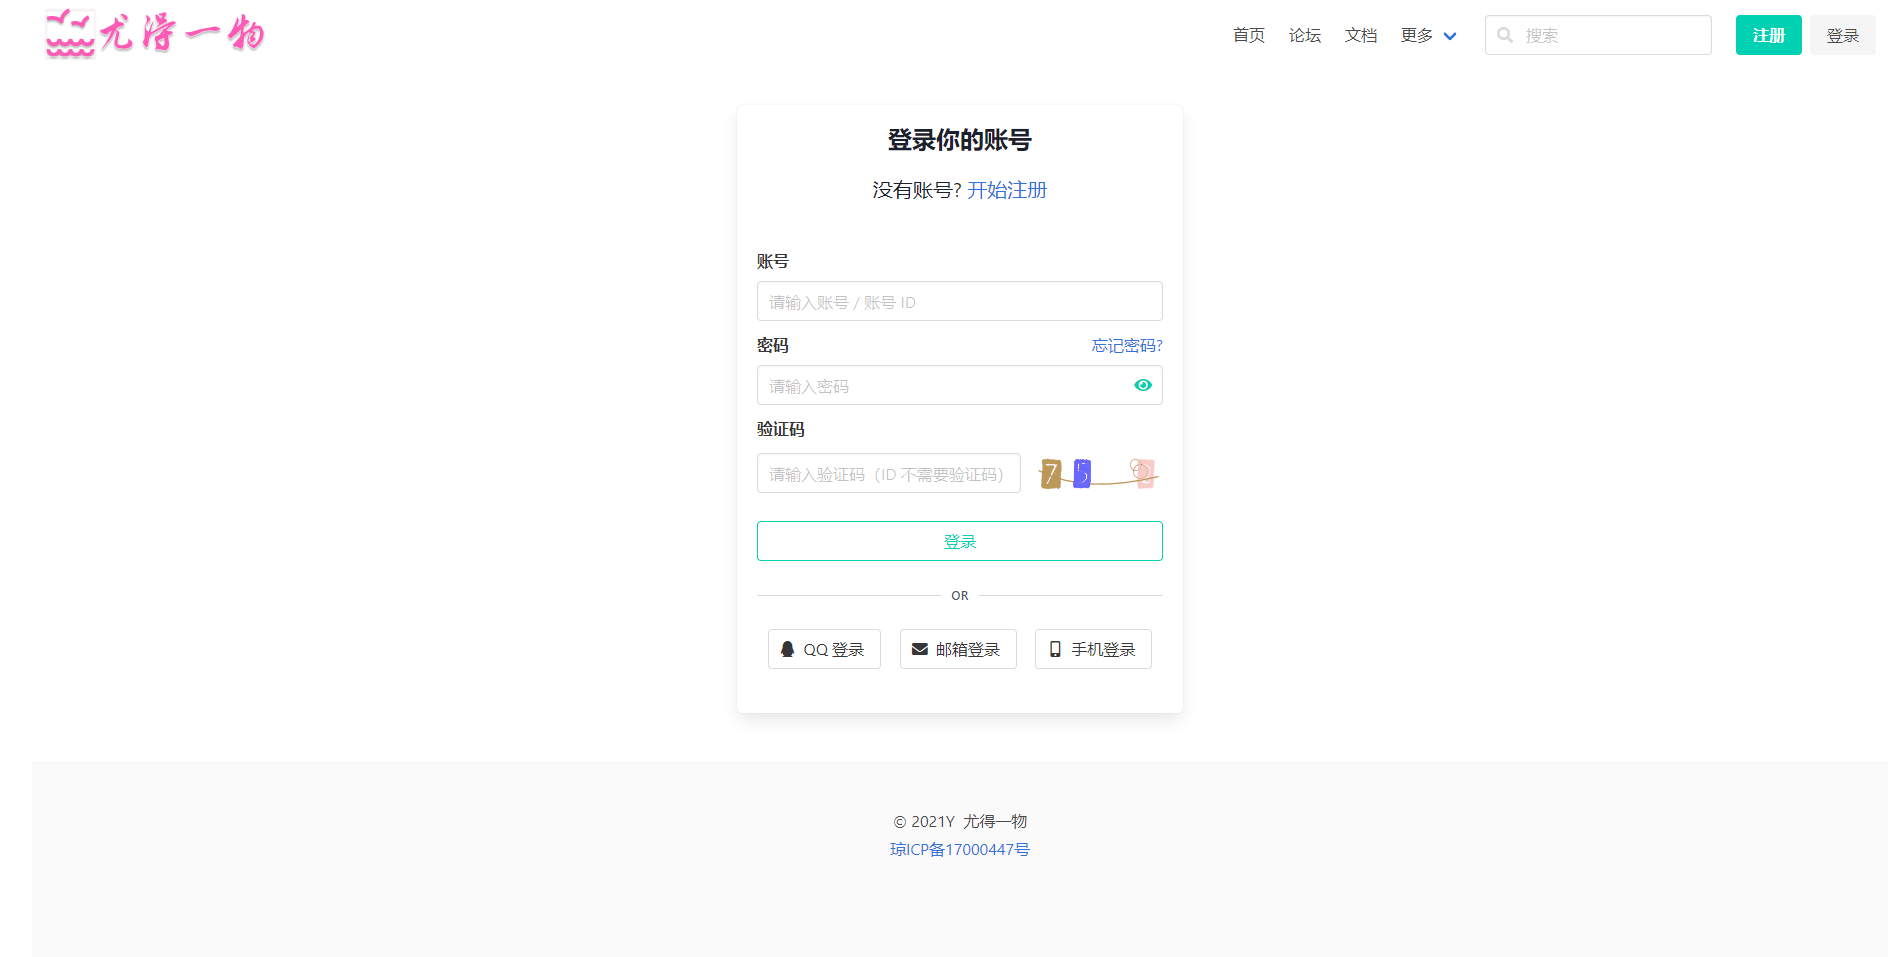 尤得一物
首页 论坛 文档 更多 搜索 注册 登录
登录你的账号
没有账号? 开始注册
账号
请输入账号 / 账号 ID
密码 忘记密码?
请输入密码
验证码
请输入验证码（ID 不需要验证码） 7 5
登录
OR
QQ 登录 邮箱登录 手机登录
© 2021Y 尤得一物
琼ICP备17000447号